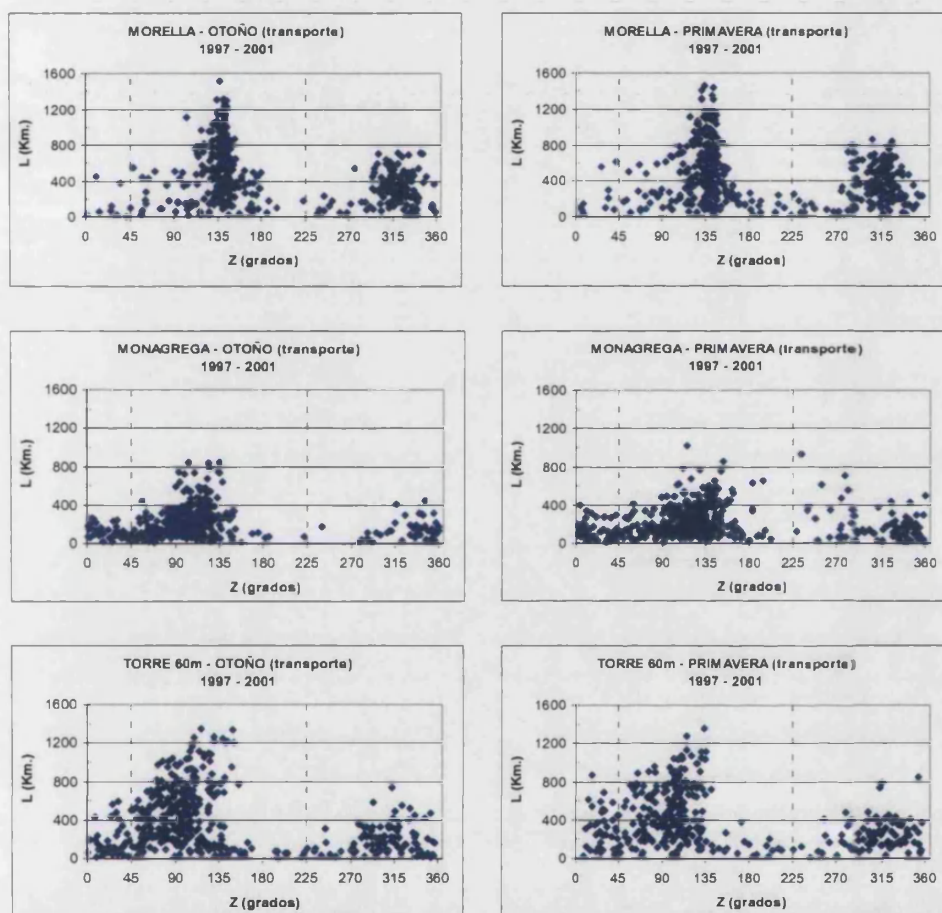 MORELLA - OTOÑO (transporte)
1997 - 2001
L (Km.)
1600
1200
800
400
0
0 45 90 135 180 225 270 315 360
Z (grados)
MORELLA - PRIMAVERA (transporte)
1997 - 2001
L (Km.)
1600
1200
800
400
0
0 45 90 135 180 225 270 315 360
Z (grados)
MONAGREGA - OTOÑO (transporte)
1997 - 2001
L (Km.)
1600
1200
800
400
0
0 45 90 135 180 225 270 315 360
Z (grados)
MONAGREGA - PRIMAVERA (transporte)
1997 - 2001
L (Km.)
1600
1200
800
400
0
0 45 90 135 180 225 270 315 360
Z (grados)
TORRE 60m - OTOÑO (transporte)
1997 - 2001
L (Km.)
1600
1200
800
400
0
0 45 90 135 180 225 270 315 360
Z (grados)
TORRE 60m - PRIMAVERA (transporte)
1997 - 2001
L (Km.)
1600
1200
800
400
0
0 45 90 135 180 225 270 315 360
Z (grados)